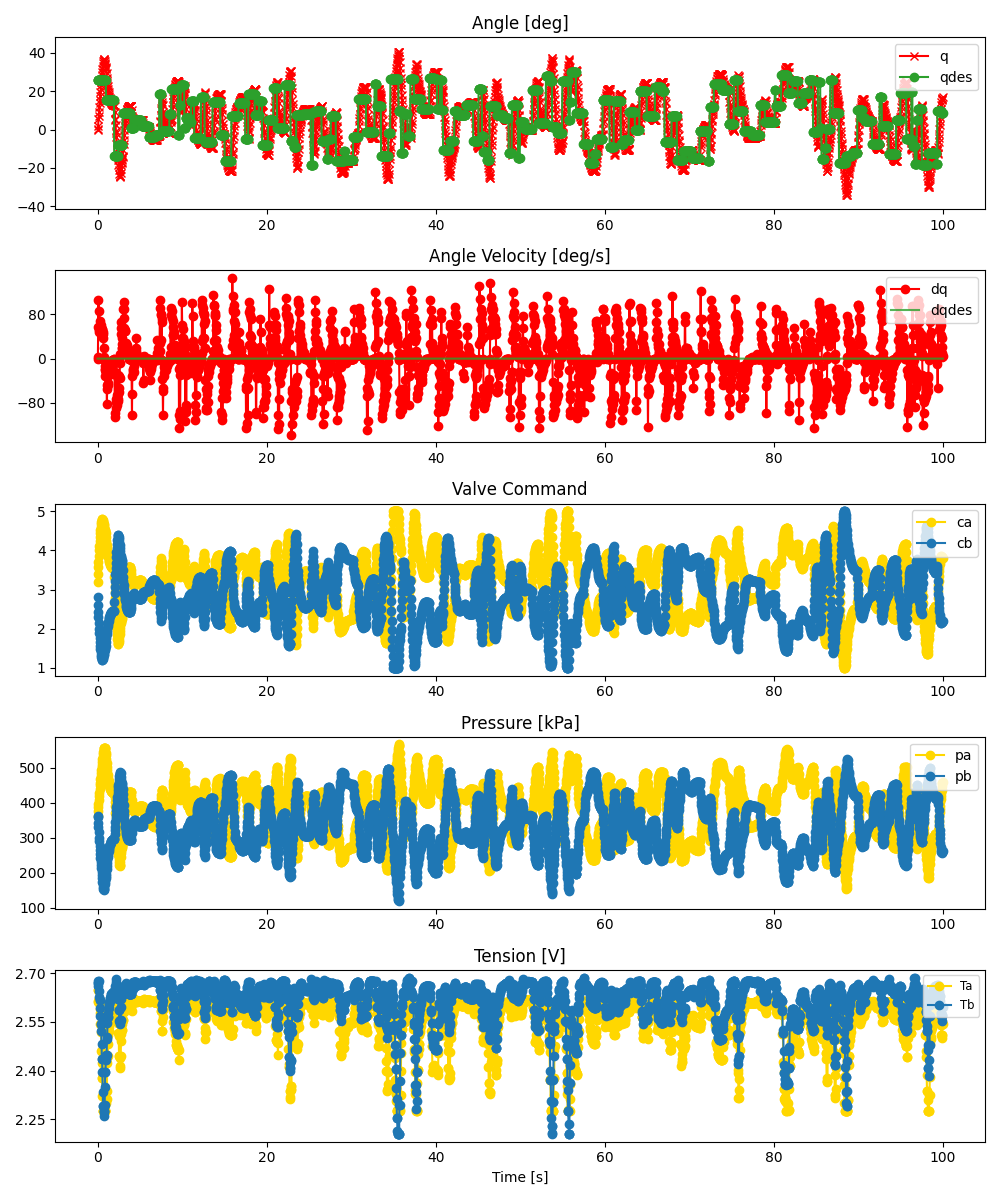 Angle [deg]
40
20
0
−20
−40
q
qdes
0 20 40 60 80 100
Angle Velocity [deg/s]
80
0
−80
dq
dqdes
0 20 40 60 80 100
Valve Command
5
4
3
2
1
ca
cb
0 20 40 60 80 100
Pressure [kPa]
500
400
300
200
100
pa
pb
0 20 40 60 80 100
Tension [V]
2.70
2.55
2.40
2.25
Ta
Tb
0 20 40 60 80 100
Time [s]